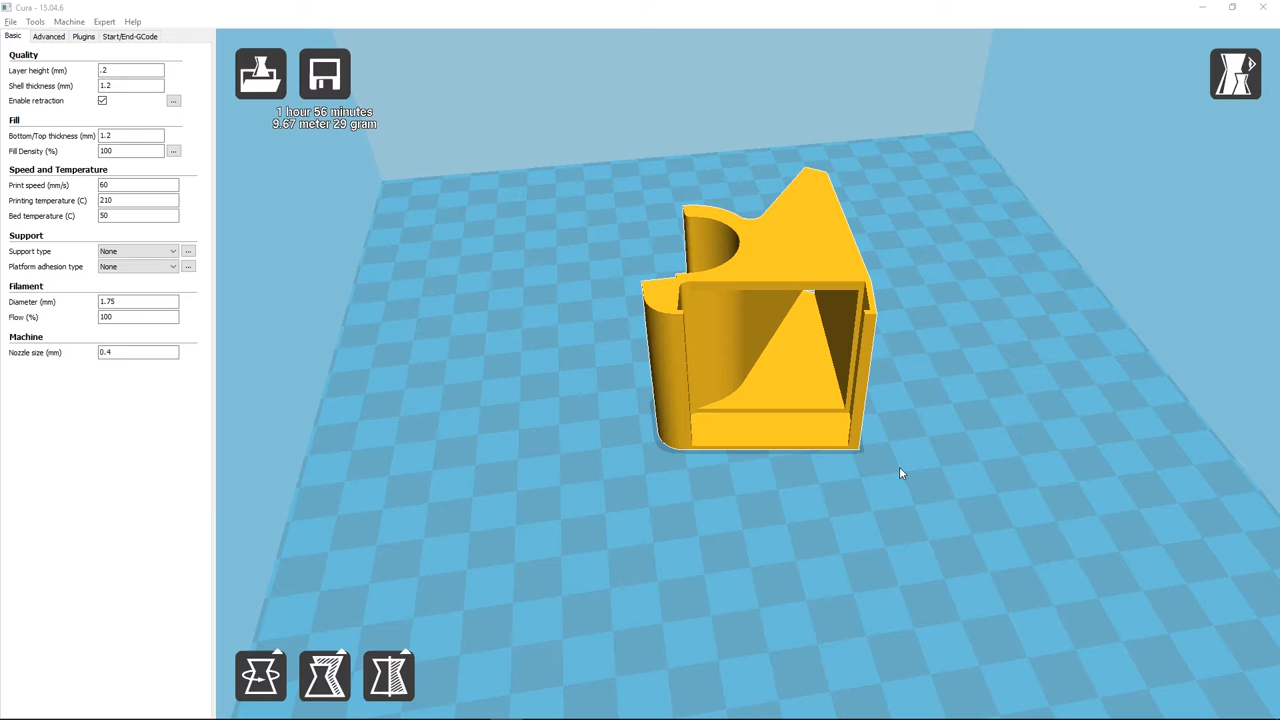 Cura - 15.04.6
File Tools Machine Expert Help
Basic Advanced Plugins Start/End-GCode
Quality
Layer height (mm) .2
Shell thickness (mm) 1.2
Enable retraction ...
Fill
Bottom/Top thickness (mm) 1.2
Fill Density (%) 100 ...
Speed and Temperature
Print speed (mm/s) 60
Printing temperature (C) 210
Bed temperature (C) 50
Support
Support type None ...
Platform adhesion type None ...
Filament
Diameter (mm) 1.75
Flow (%) 100
Machine
Nozzle size (mm) 0.4
1 hour 56 minutes
9.67 meter 29 gram